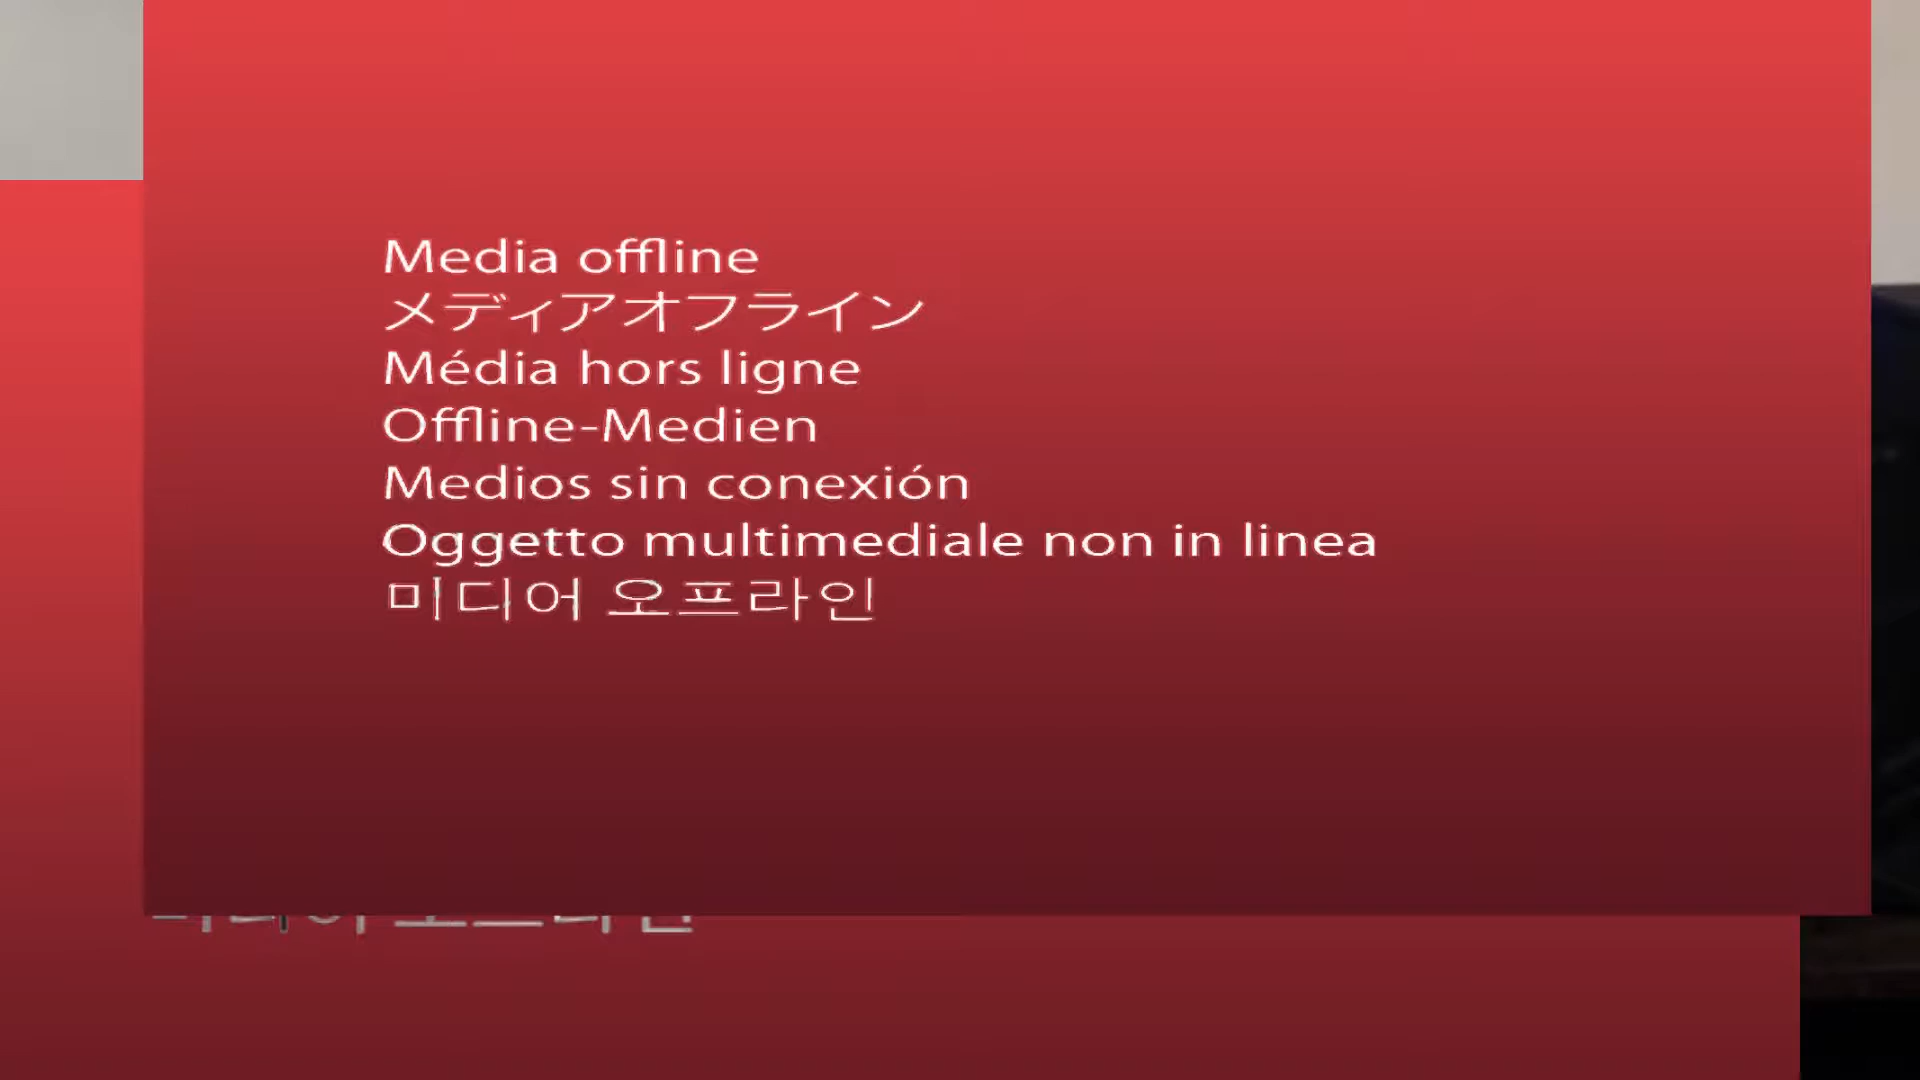 Media offline
メディアオフライン
Média hors ligne
Offline-Medien
Medios sin conexión
Oggetto multimediale non in linea
미디어 오프라인